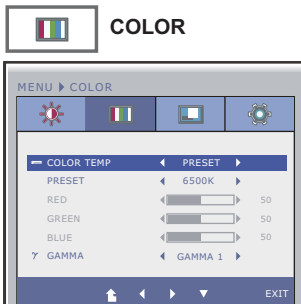 COLOR
MENU COLOR
COLOR TEMP PRESET
PRESET 6500K
RED 50
GREEN 50
BLUE 50
γ GAMMA GAMMA 1
EXIT